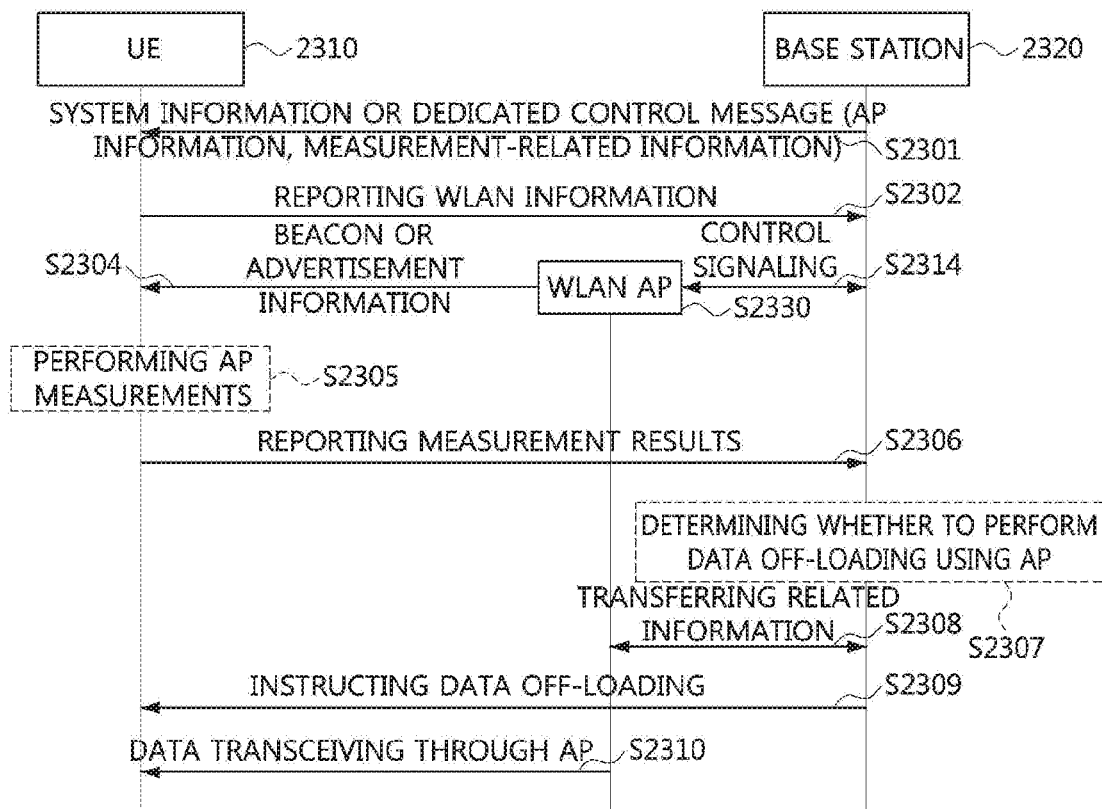 UE
2310
BASE STATION
2320
SYSTEM INFORMATION OR DEDICATED CONTROL MESSAGE (AP
INFORMATION, MEASUREMENT-RELATED INFORMATION)
S2301
REPORTING WLAN INFORMATION
S2302
BEACON OR
ADVERTISEMENT
INFORMATION
S2304
CONTROL
SIGNALING
S2314
WLAN AP
S2330
PERFORMING AP
MEASUREMENTS
S2305
REPORTING MEASUREMENT RESULTS
S2306
DETERMINING WHETHER TO PERFORM
DATA OFF-LOADING USING AP
S2307
TRANSFERRING RELATED
INFORMATION
S2308
INSTRUCTING DATA OFF-LOADING
S2309
DATA TRANSCEIVING THROUGH AP
S2310